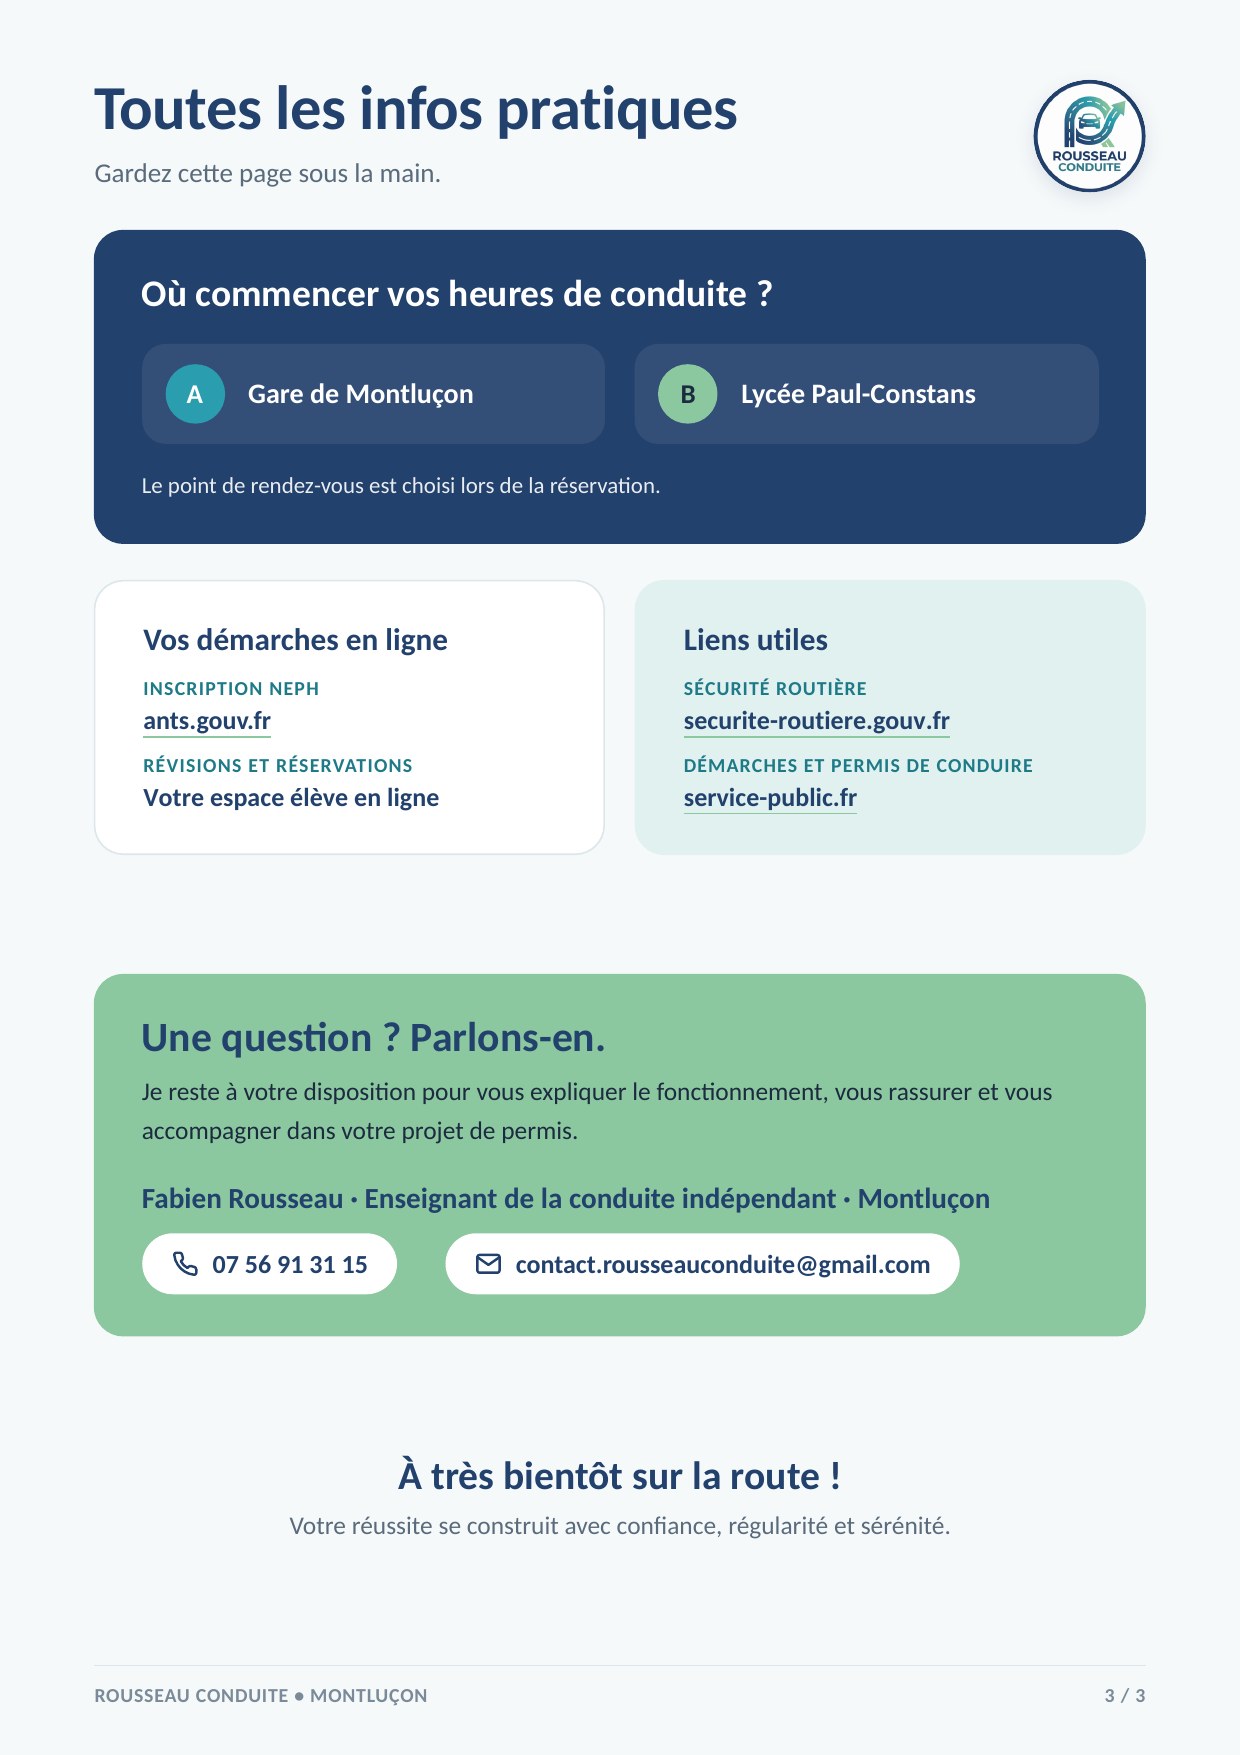 Toutes les infos pratiques
Gardez cette page sous la main.
ROUSSEAU
CONDUITE
Où commencer vos heures de conduite ?
A Gare de Montluçon
B Lycée Paul-Constans
Le point de rendez-vous est choisi lors de la réservation.
Vos démarches en ligne
INSCRIPTION NEPH
ants.gouv.fr
RÉVISIONS ET RÉSERVATIONS
Votre espace élève en ligne
Liens utiles
SÉCURITÉ ROUTIÈRE
securite-routiere.gouv.fr
DÉMARCHES ET PERMIS DE CONDUIRE
service-public.fr
Une question ? Parlons-en.
Je reste à votre disposition pour vous expliquer le fonctionnement, vous rassurer et vous
accompagner dans votre projet de permis.
Fabien Rousseau · Enseignant de la conduite indépendant · Montluçon
07 56 91 31 15
contact.rousseauconduite@gmail.com
À très bientôt sur la route !
Votre réussite se construit avec confiance, régularité et sérénité.
ROUSSEAU CONDUITE ● MONTLUÇON
3 / 3